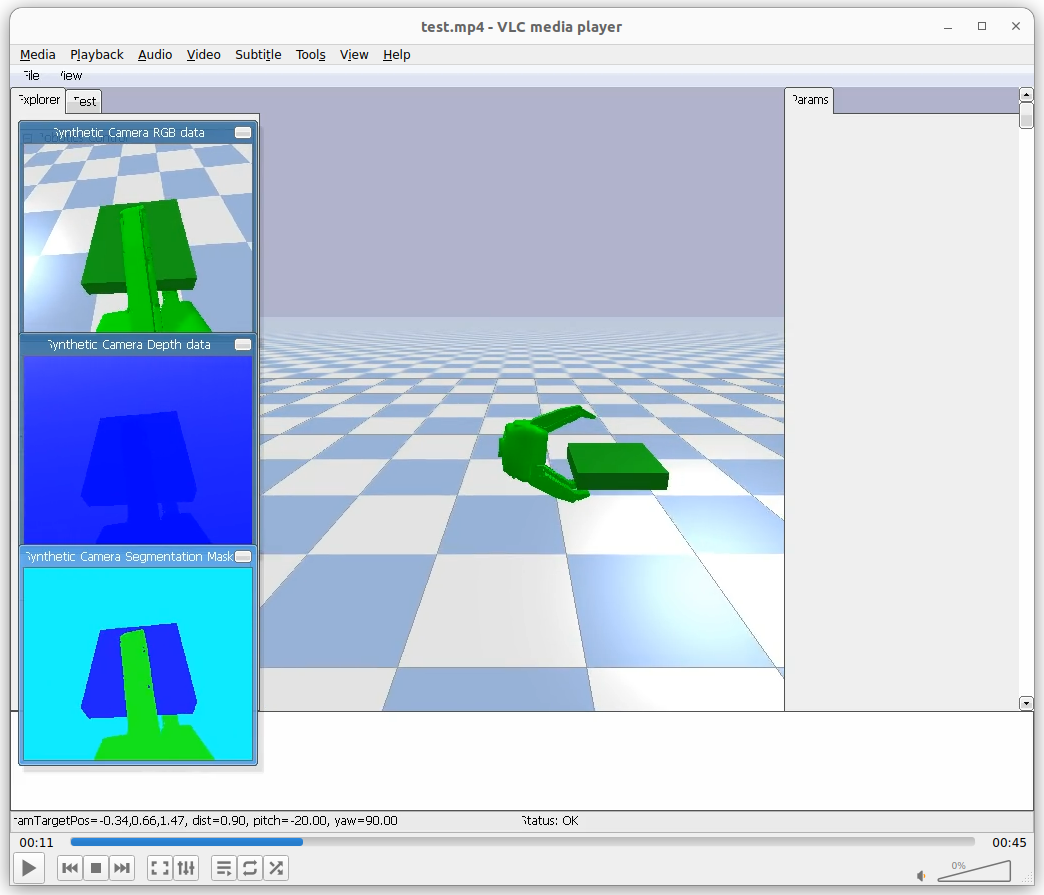 test.mp4 - VLC media player
Media Playback Audio Video Subtitle Tools View Help
File View
Explorer Test
Params
Synthetic Camera RGB data
Synthetic Camera Depth data
Synthetic Camera Segmentation Mask
ramTargetPos=-0.34,0.66,1.47, dist=0.90, pitch=-20.00, yaw=90.00
Status: OK
00:11
00:45
0%